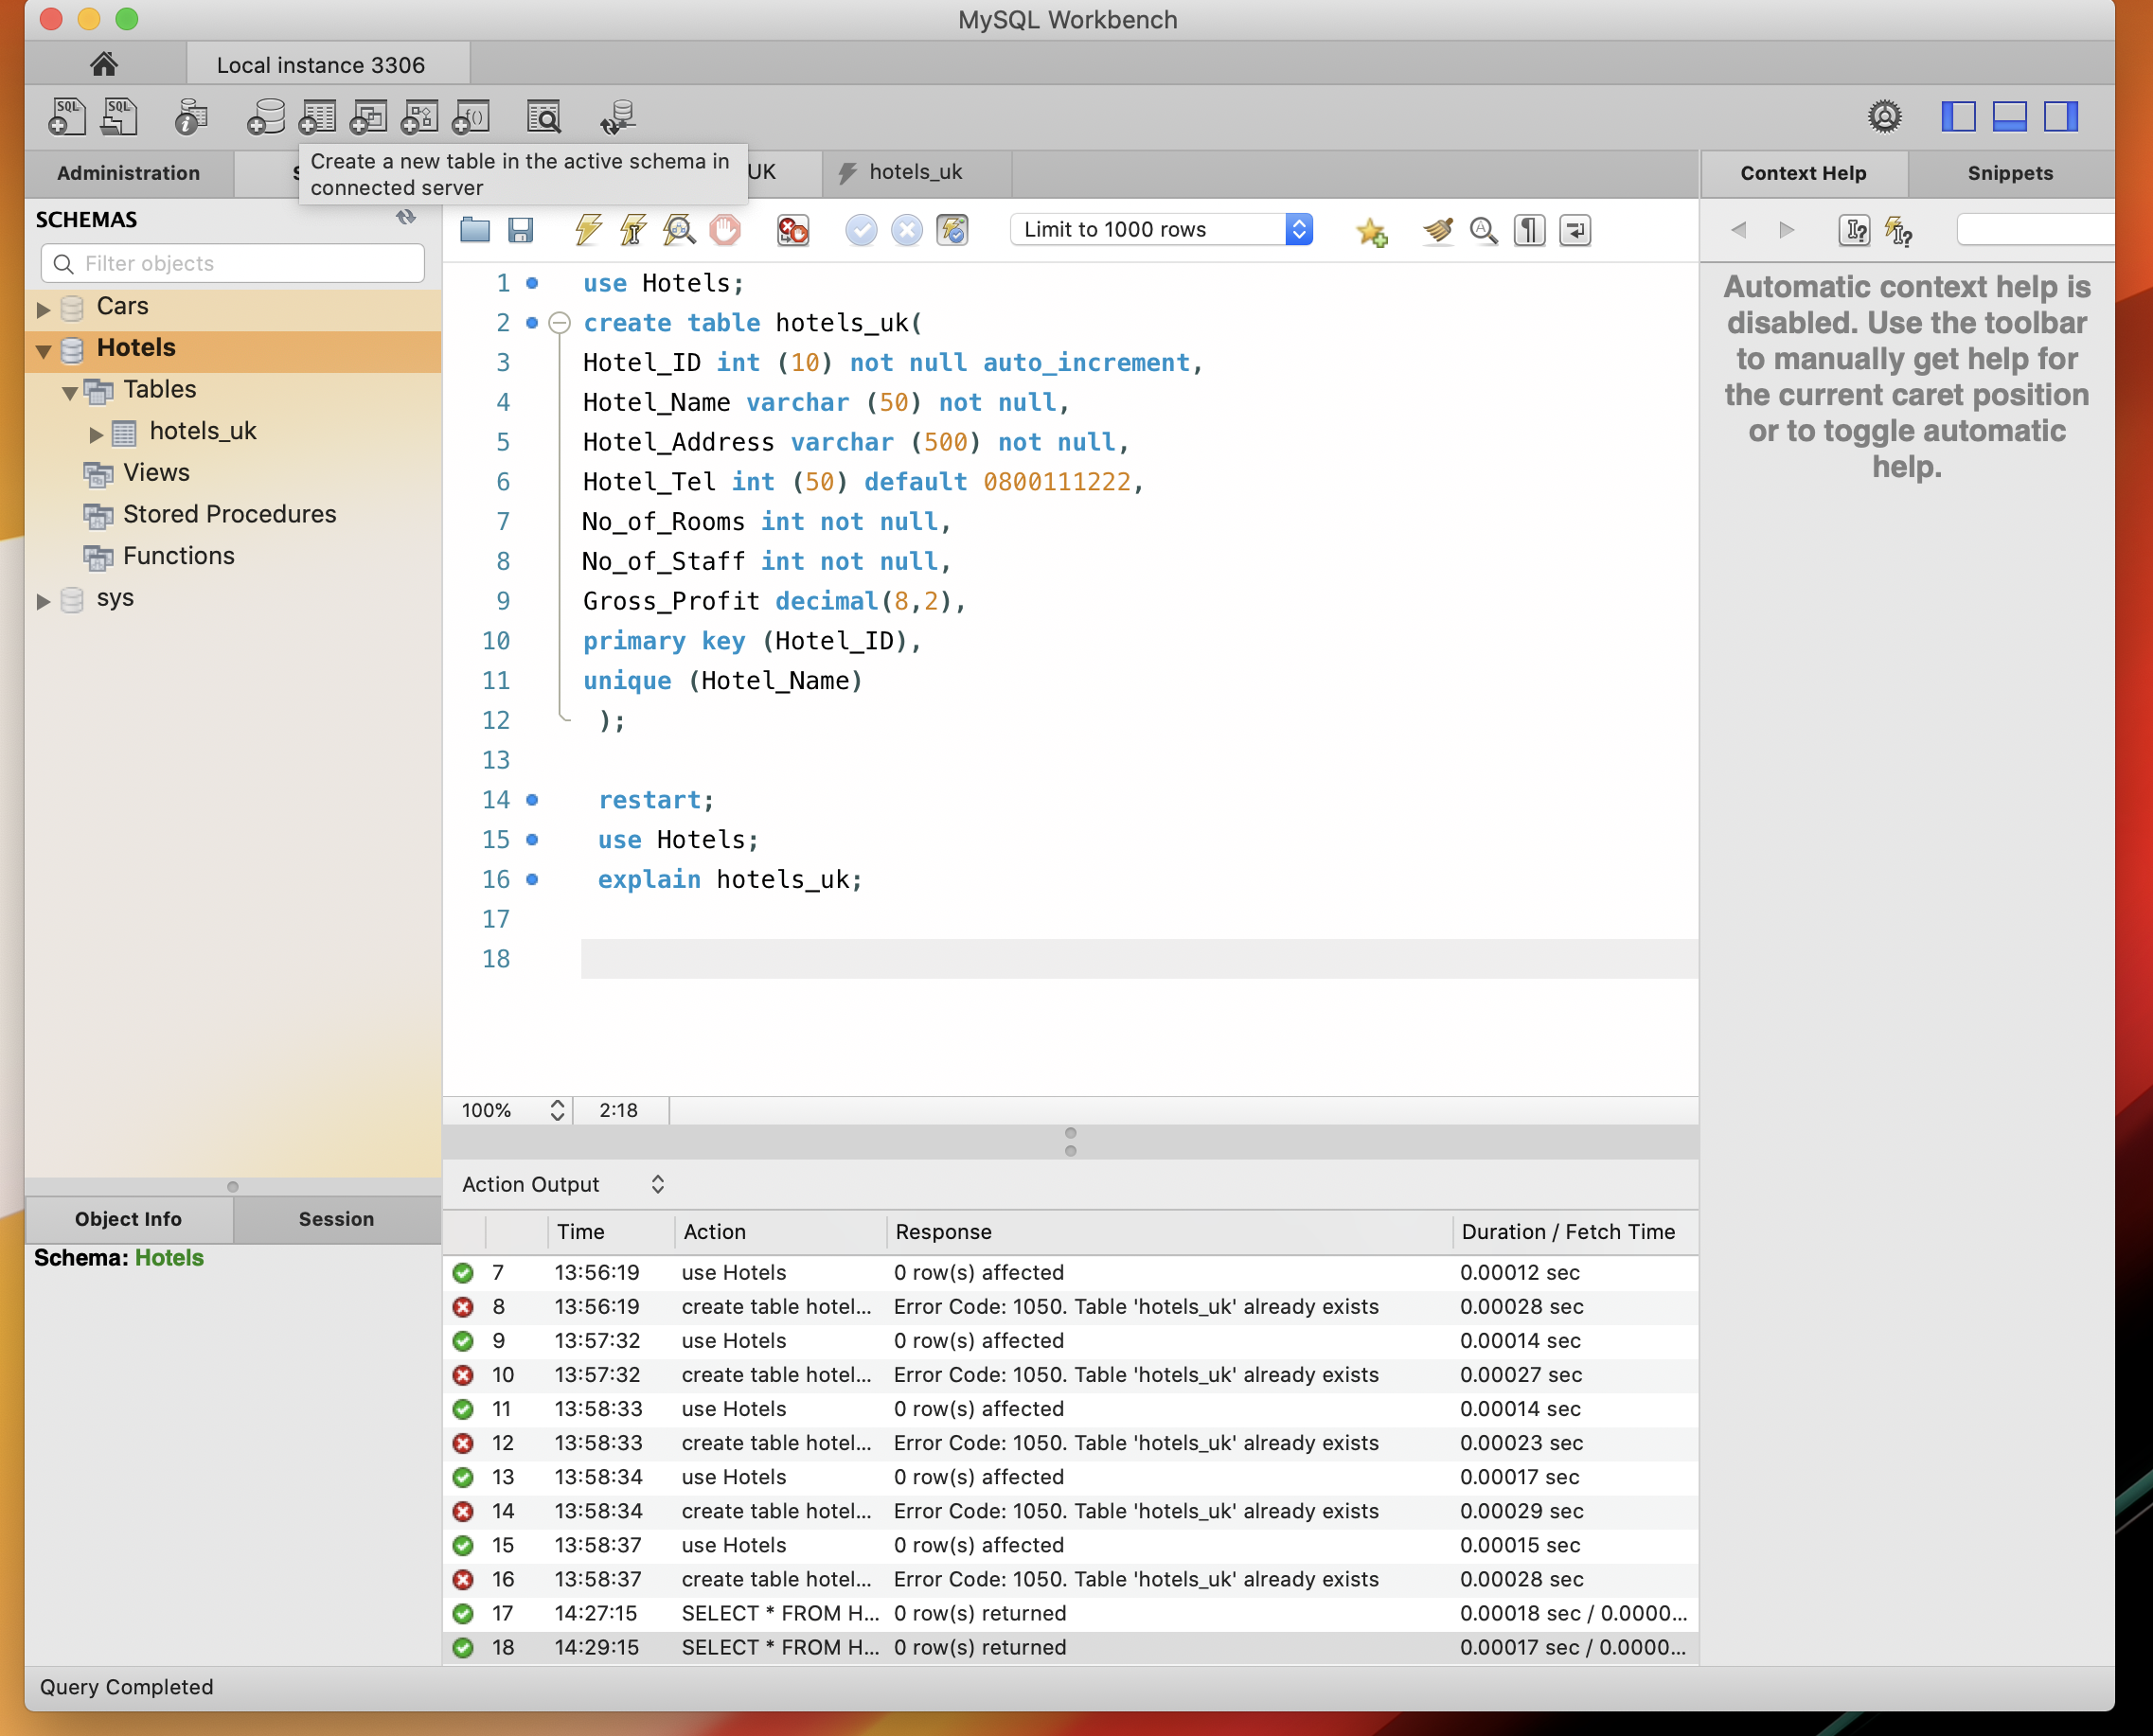 MySQL Workbench
Local instance 3306
SQL SQL
Create a new table in the active schema in
connected server
Administration
S
UK
hotels_uk
Context Help
Snippets
SCHEMAS
Filter objects
Cars
Hotels
Tables
hotels_uk
Views
Stored Procedures
Functions
sys
Limit to 1000 rows
1 use Hotels;
2 create table hotels_uk(
3 Hotel_ID int (10) not null auto_increment,
4 Hotel_Name varchar (50) not null,
5 Hotel_Address varchar (500) not null,
6 Hotel_Tel int (50) default 0800111222,
7 No_of_Rooms int not null,
8 No_of_Staff int not null,
9 Gross_Profit decimal(8,2),
10 primary key (Hotel_ID),
11 unique (Hotel_Name)
12 );
13
14 restart;
15 use Hotels;
16 explain hotels_uk;
17
18
Automatic context help is
disabled. Use the toolbar
to manually get help for
the current caret position
or to toggle automatic
help.
100% 2:18
Action Output
Time Action Response Duration / Fetch Time
7 13:56:19 use Hotels 0 row(s) affected 0.00012 sec
8 13:56:19 create table hotel... Error Code: 1050. Table 'hotels_uk' already exists 0.00028 sec
9 13:57:32 use Hotels 0 row(s) affected 0.00014 sec
10 13:57:32 create table hotel... Error Code: 1050. Table 'hotels_uk' already exists 0.00027 sec
11 13:58:33 use Hotels 0 row(s) affected 0.00014 sec
12 13:58:33 create table hotel... Error Code: 1050. Table 'hotels_uk' already exists 0.00023 sec
13 13:58:34 use Hotels 0 row(s) affected 0.00017 sec
14 13:58:34 create table hotel... Error Code: 1050. Table 'hotels_uk' already exists 0.00029 sec
15 13:58:37 use Hotels 0 row(s) affected 0.00015 sec
16 13:58:37 create table hotel... Error Code: 1050. Table 'hotels_uk' already exists 0.00028 sec
17 14:27:15 SELECT * FROM H... 0 row(s) returned 0.00018 sec / 0.0000...
18 14:29:15 SELECT * FROM H... 0 row(s) returned 0.00017 sec / 0.0000...
Object Info
Session
Schema: Hotels
Query Completed